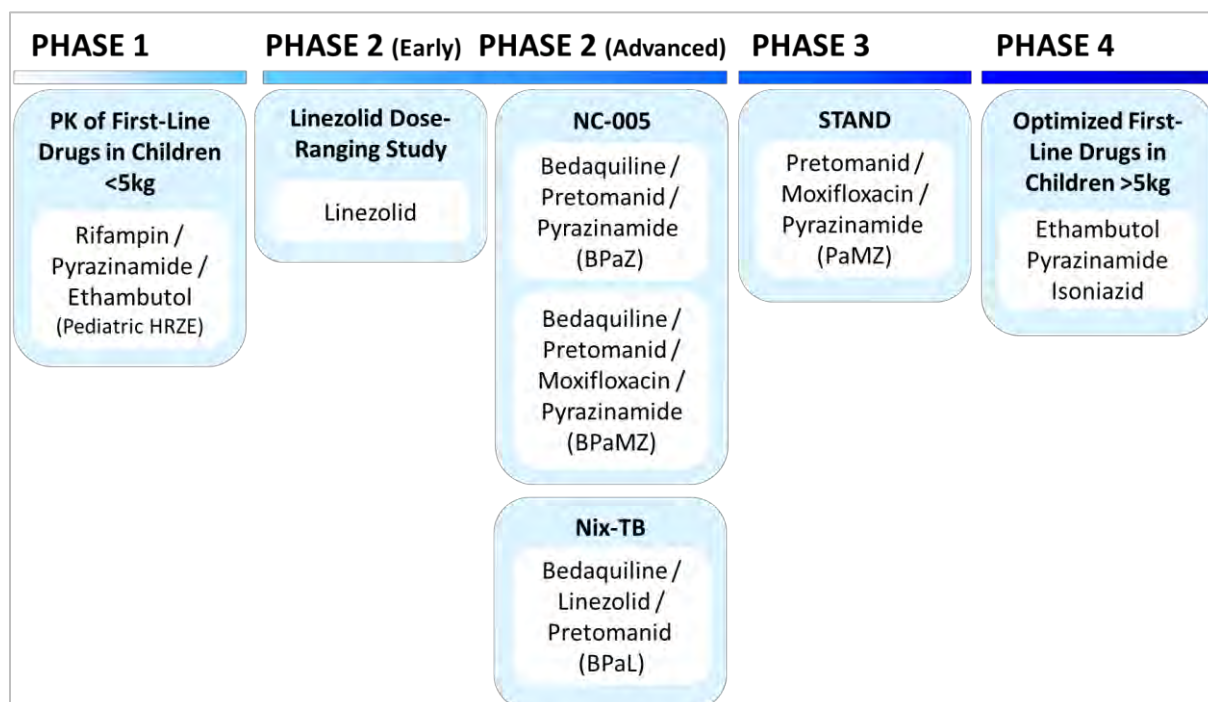 PHASE 1
PK of First-Line
Drugs in Children
<5kg
Rifampin /
Pyrazinamide /
Ethambutol
(Pediatric HRZE)
PHASE 2 (Early)
Linezolid Dose-
Ranging Study
Linezolid
PHASE 2 (Advanced)
NC-005
Bedaquiline /
Pretomanid /
Pyrazinamide
(BPaZ)
Bedaquiline /
Pretomanid /
Moxifloxacin /
Pyrazinamide
(BPaMZ)
Nix-TB
Bedaquiline /
Linezolid /
Pretomanid
(BPaL)
PHASE 3
STAND
Pretomanid /
Moxifloxacin /
Pyrazinamide
(PaMZ)
PHASE 4
Optimized First-
Line Drugs in
Children >5kg
Ethambutol
Pyrazinamide
Isoniazid